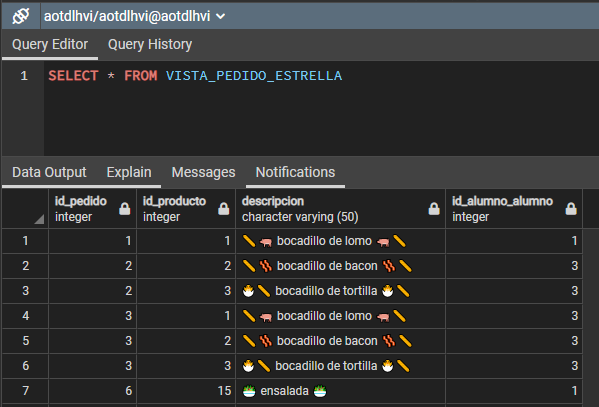 aotdlhvi/aotdlhvi@aotdlhvi
Query Editor Query History
1 SELECT * FROM VISTA_PEDIDO_ESTRELLA
Data Output Explain Messages Notifications
id_pedido id_producto descripcion id_alumno_alumno
integer integer character varying (50) integer
1 1 1 🥖 🐖 bocadillo de lomo 🐖 🥖 1
2 2 2 🥖 🥓 bocadillo de bacon 🥓 🥖 3
3 2 3 🐣 🥖 bocadillo de tortilla 🐣 🥖 3
4 3 1 🥖 🐖 bocadillo de lomo 🐖 🥖 3
5 3 2 🥖 🥓 bocadillo de bacon 🥓 🥖 3
6 3 3 🐣 🥖 bocadillo de tortilla 🐣 🥖 3
7 6 15 🥗 ensalada 🥗 1